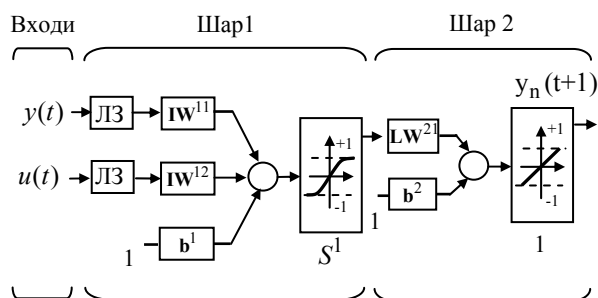 Входи
Шар1
Шар 2
y(t)
ЛЗ
IW¹¹
+1
-1
LW²¹
yₙ(t+1)
+1
-1
u(t)
ЛЗ
IW¹²
1
b¹
S¹
1
b²
1